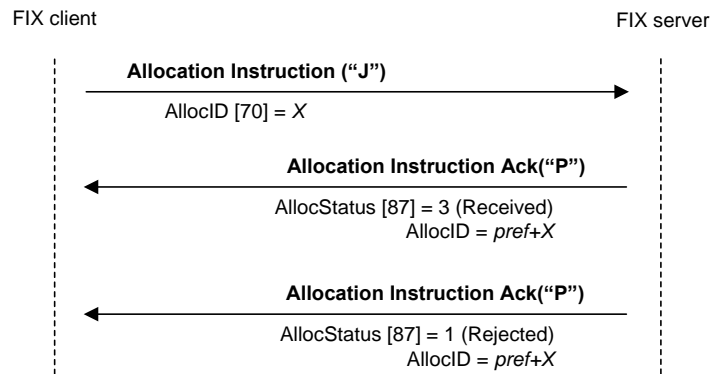 FIX client
FIX server
Allocation Instruction (“J”)
AllocID [70] = X
Allocation Instruction Ack(“P”)
AllocStatus [87] = 3 (Received)
AllocID = pref+X
Allocation Instruction Ack(“P”)
AllocStatus [87] = 1 (Rejected)
AllocID = pref+X